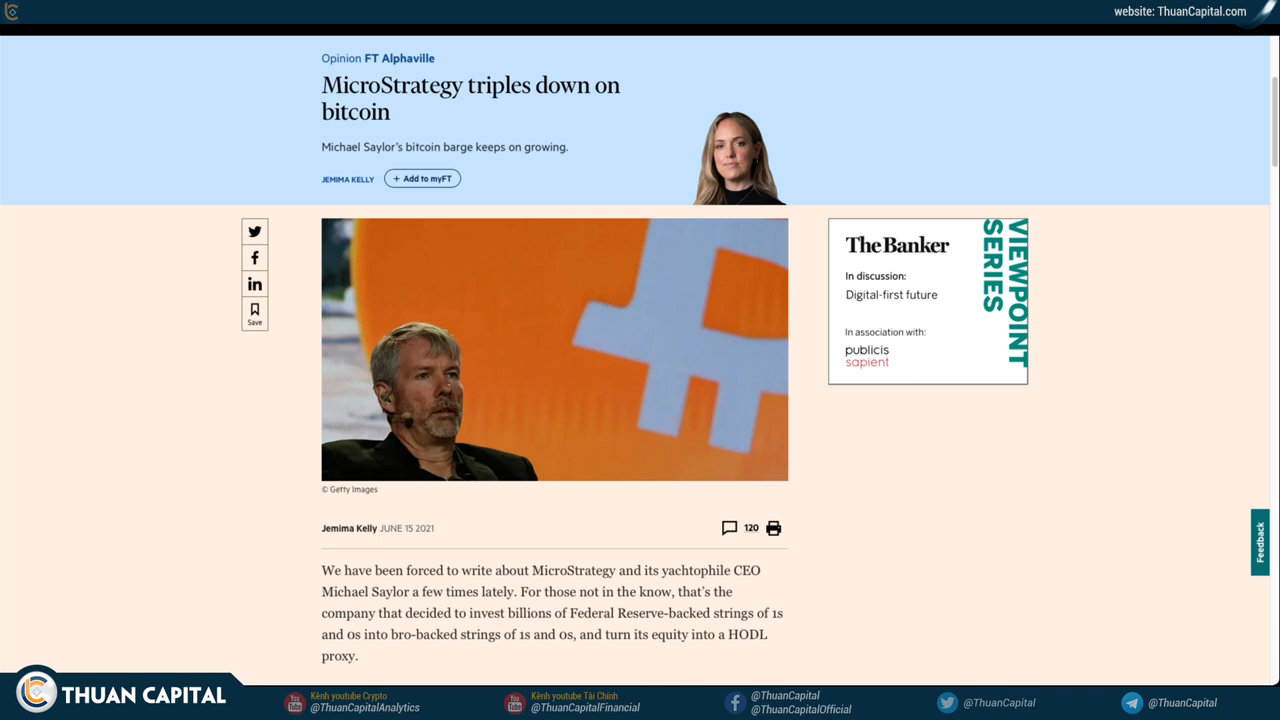 website: ThuanCapital.com
Opinion FT Alphaville
MicroStrategy triples down on
bitcoin
Michael Saylor's bitcoin barge keeps on growing.
JEMIMA KELLY
+ Add to myFT
Save
The Banker
In discussion:
Digital-first future
In association with:
publicis
sapient
VIEWPOINT
SERIES
© Getty Images
Jemima Kelly JUNE 15 2021
120
Feedback
We have been forced to write about MicroStrategy and its yachtophile CEO
Michael Saylor a few times lately. For those not in the know, that's the
company that decided to invest billions of Federal Reserve-backed strings of 1s
and 0s into bro-backed strings of 1s and 0s, and turn its equity into a HODL
proxy.
THUAN CAPITAL
Kênh youtube Crypto
@ThuanCapitalAnalytics
Kênh youtube Tài Chính
@ThuanCapitalFinancial
@ThuanCapital
@ThuanCapitalOfficial
@ThuanCapital
@ThuanCapital